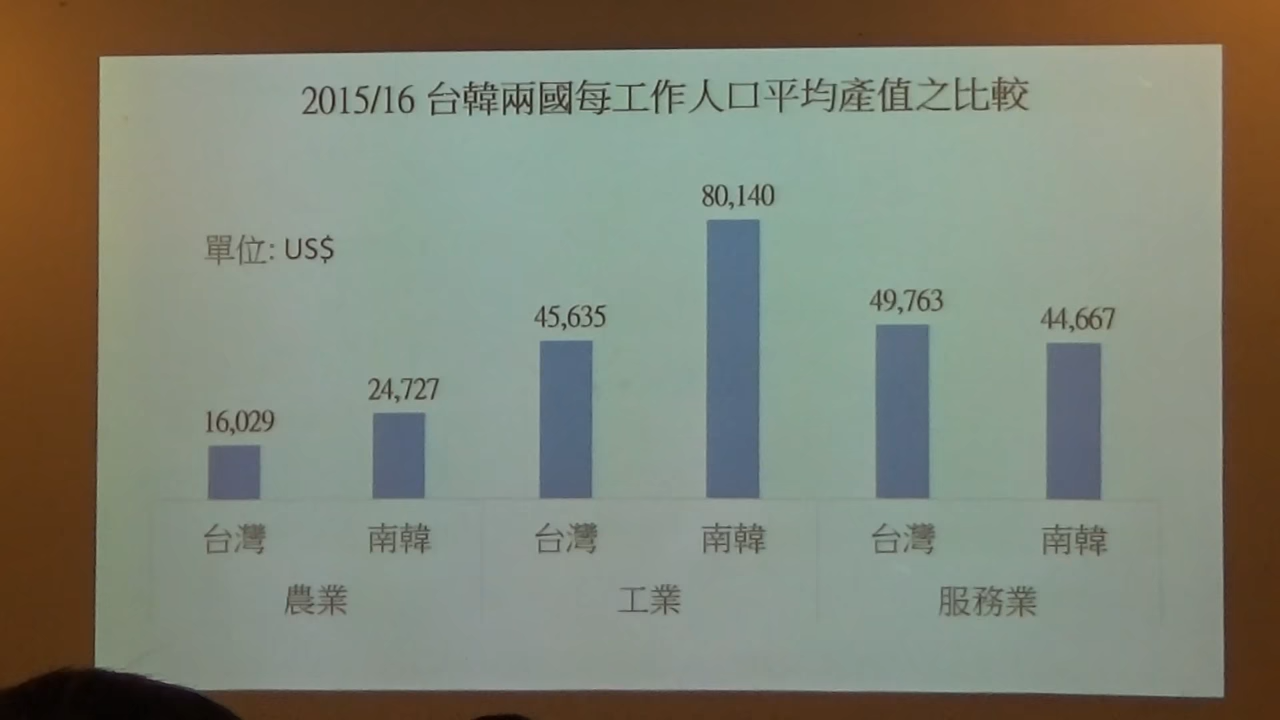 2015/16 台韓兩國每工作人口平均產值之比較
單位: US$
16,029
24,727
45,635
80,140
49,763
44,667
台灣
南韓
台灣
南韓
台灣
南韓
農業
工業
服務業